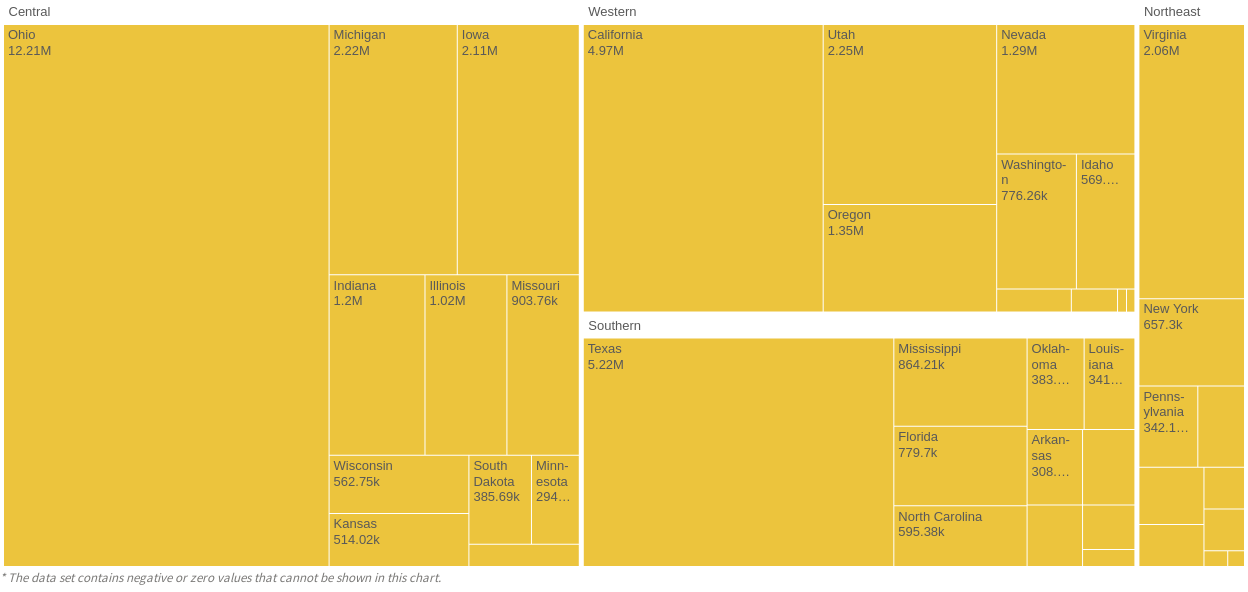 Central
Ohio
12.21M
Michigan
2.22M
Iowa
2.11M
Indiana
1.2M
Illinois
1.02M
Missouri
903.76k
Wisconsin
562.75k
Kansas
514.02k
South
Dakota
385.69k
Minn-
esota
294...
Western
California
4.97M
Utah
2.25M
Oregon
1.35M
Nevada
1.29M
Washingto-
n
776.26k
Idaho
569....
Southern
Texas
5.22M
Mississippi
864.21k
Florida
779.7k
North Carolina
595.38k
Oklah-
oma
383....
Louis-
iana
341...
Arkan-
sas
308....
Northeast
Virginia
2.06M
New York
657.3k
Penns-
ylvania
342.1...
* The data set contains negative or zero values that cannot be shown in this chart.